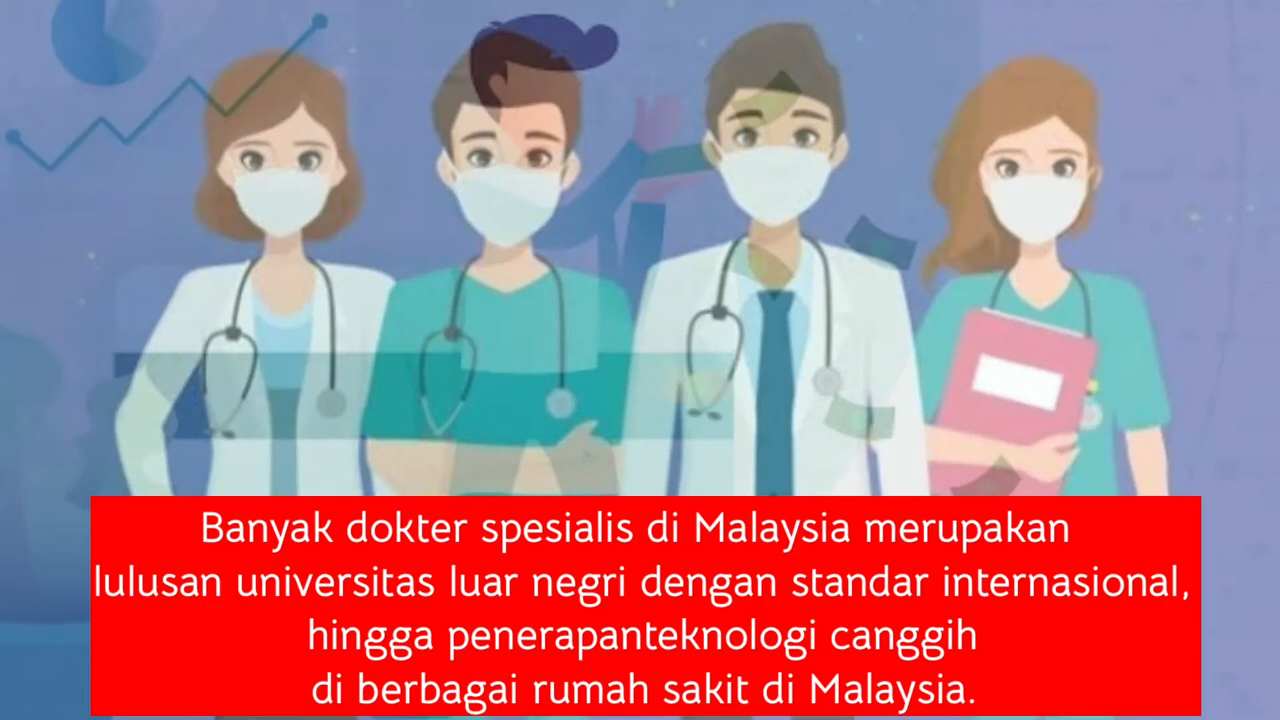 Banyak dokter spesialis di Malaysia merupakan
lulusan universitas luar negri dengan standar internasional,
hingga penerapanteknologi canggih
di berbagai rumah sakit di Malaysia.